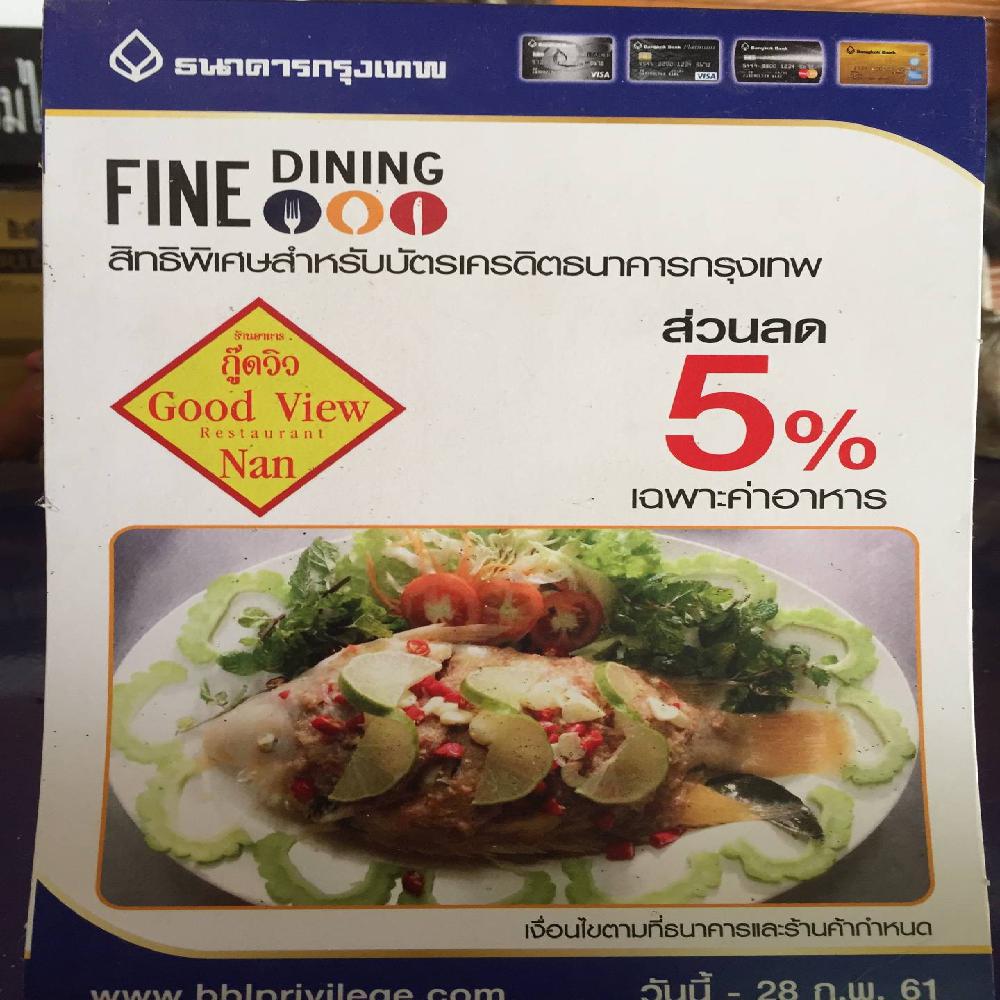 ธนาคารกรุงเทพ
FINE DINING
สิทธิพิเศษสำหรับบัตรเครดิตธนาคารกรุงเทพ
ร้านอาหาร
กู๊ดวิว
Good View
Restaurant
Nan
ส่วนลด
5%
เฉพาะค่าอาหาร
เงื่อนไขตามที่ธนาคารและร้านค้ากำหนด
www.bblprivilege.com
วันนี้ - 28 ก.พ. 61